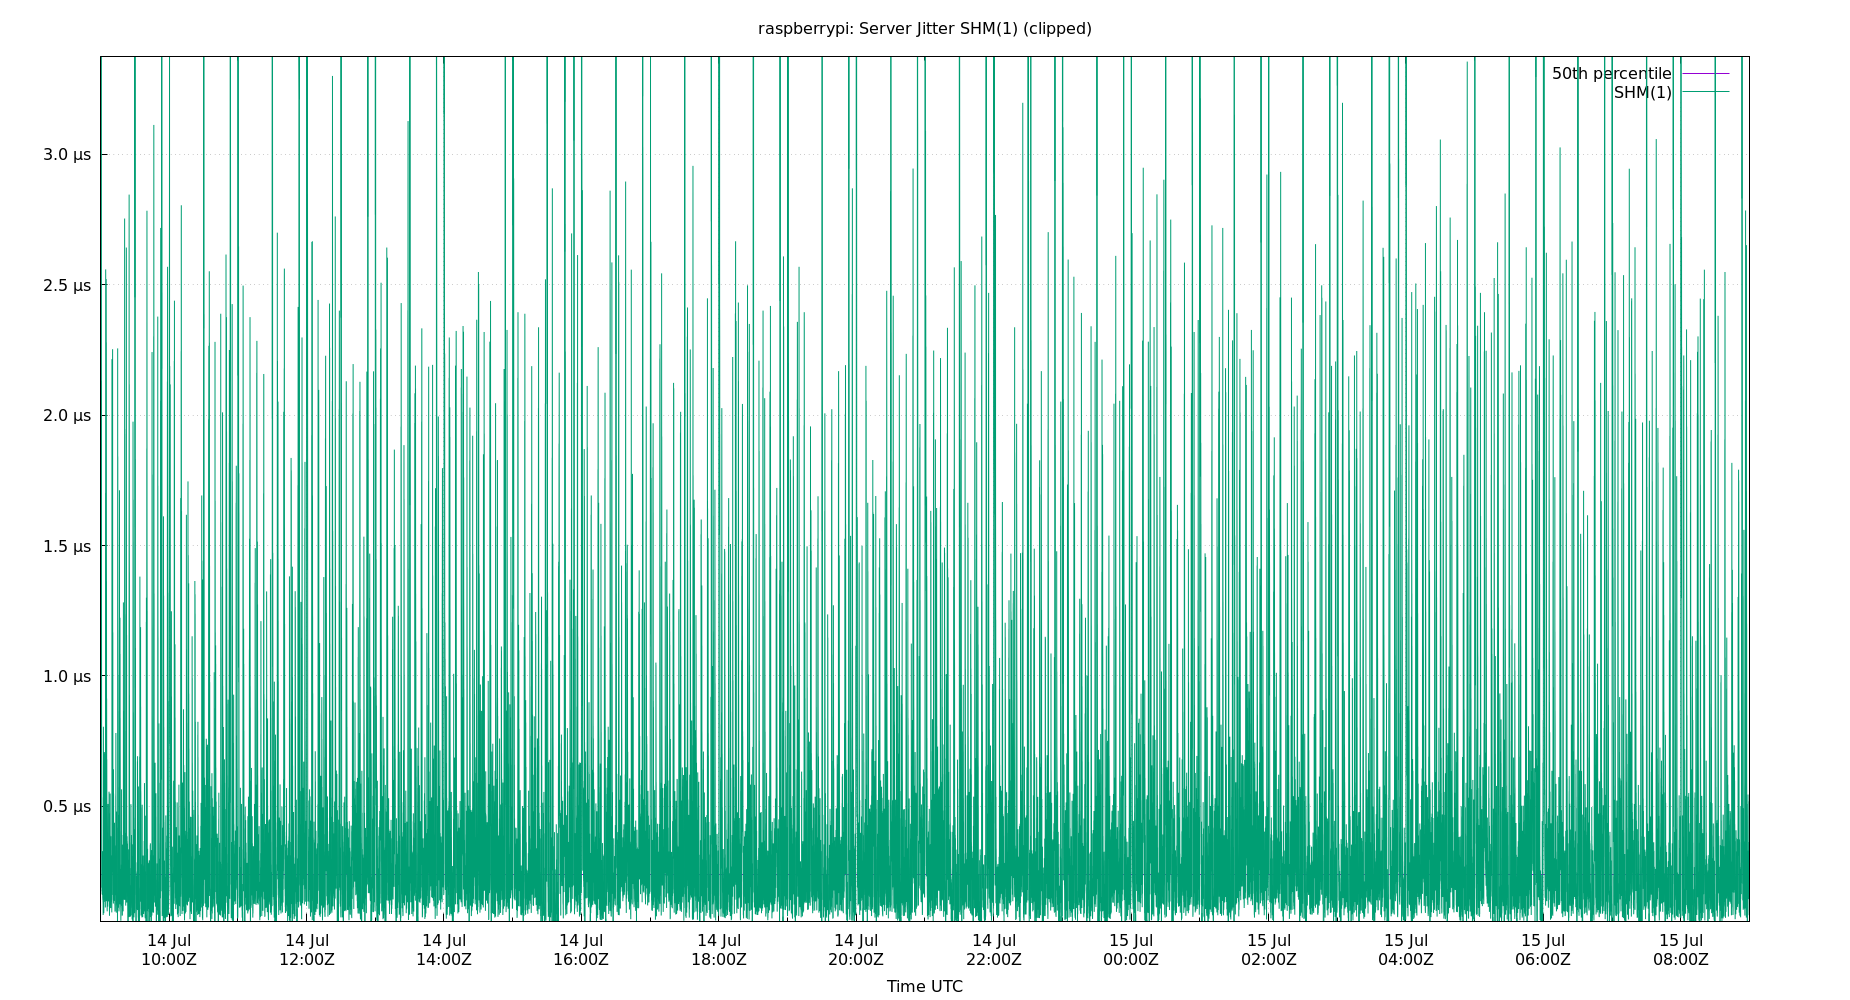 raspberrypi: Server Jitter SHM(1) (clipped)
50th percentile
SHM(1)
3.0 µs
2.5 µs
2.0 µs
1.5 µs
1.0 µs
0.5 µs
14 Jul 14 Jul 14 Jul 14 Jul 14 Jul 14 Jul 14 Jul 15 Jul 15 Jul 15 Jul 15 Jul 15 Jul
10:00Z 12:00Z 14:00Z 16:00Z 18:00Z 20:00Z 22:00Z 00:00Z 02:00Z 04:00Z 06:00Z 08:00Z
Time UTC